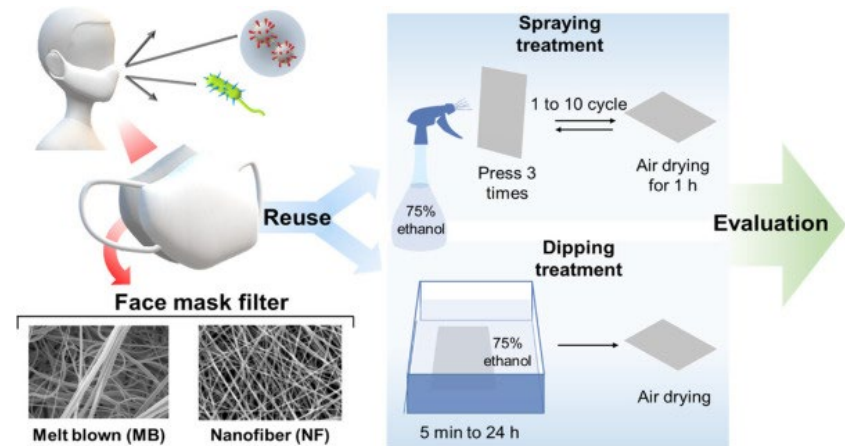 Spraying
treatment
1 to 10 cycle
Press 3
times
Air drying
for 1 h
75%
ethanol
Reuse
Evaluation
Dipping
treatment
75%
ethanol
Air drying
5 min to 24 h
Face mask filter
Melt blown (MB)
Nanofiber (NF)